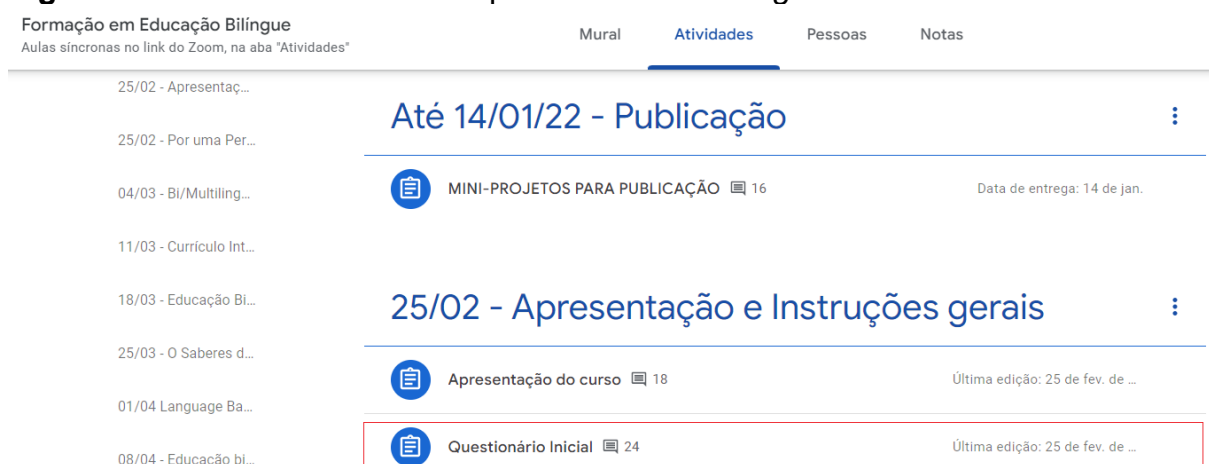 Formação em Educação Bilíngue
Aulas síncronas no link do Zoom, na aba "Atividades"
Mural Atividades Pessoas Notas
25/02 - Apresentaç...
25/02 - Por uma Per...
04/03 - Bi/Multiling...
11/03 - Currículo Int...
18/03 - Educação Bi...
25/03 - O Saberes d...
01/04 Language Ba...
08/04 - Educação bi...
Até 14/01/22 - Publicação
MINI-PROJETOS PARA PUBLICAÇÃO 16 Data de entrega: 14 de jan.
25/02 - Apresentação e Instruções gerais
Apresentação do curso 18 Última edição: 25 de fev. de ...
Questionário Inicial 24 Última edição: 25 de fev. de ...